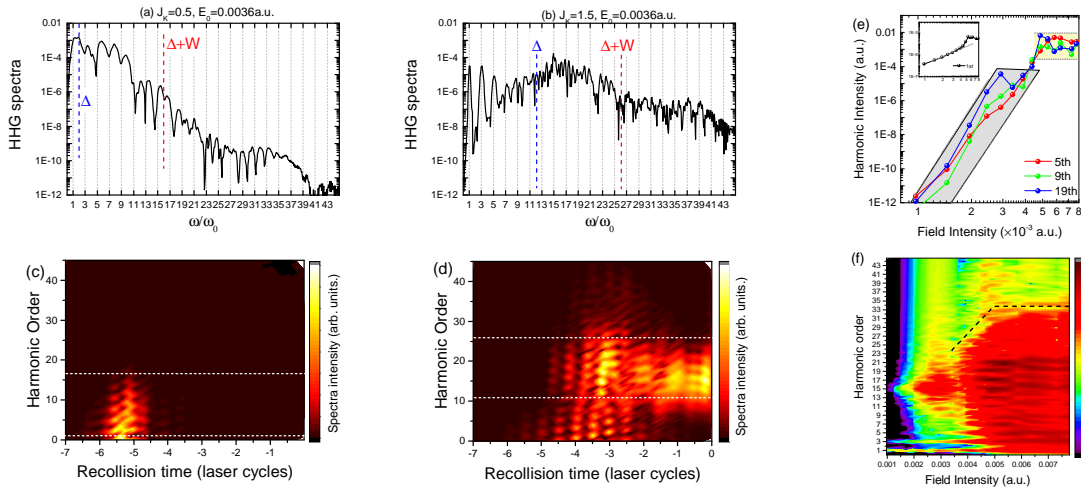 (a) J_K=0.5, E_0=0.0036a.u.
0.01
1E-4
1E-6
1E-8
1E-10
1E-12
HHG spectra
Δ
Δ+W
1 3 5 7 9 11 13 15 17 19 21 23 25 27 29 31 33 35 37 39 41 43
ω/ω_0
(b) J_K=1.5, E_0=0.0036a.u.
0.01
1E-4
1E-6
1E-8
1E-10
1E-12
HHG spectra
Δ
Δ+W
1 3 5 7 9 11 13 15 17 19 21 23 25 27 29 31 33 35 37 39 41 43
ω/ω_0
(e)
0.01
1E-4
1E-6
1E-8
1E-10
1E-12
Harmonic Intensity (a.u.)
1st
5th
9th
19th
1 2 3 4 5 6 7 8
Field Intensity (×10⁻³ a.u.)
(c)
40
30
20
10
0
Harmonic Order
-7 -6 -5 -4 -3 -2 -1
Recollision time (laser cycles)
Spectra intensity (arb. units.)
(d)
40
30
20
10
0
Harmonic Order
-7 -6 -5 -4 -3 -2 -1 0
Recollision time (laser cycles)
Spectra intensity (arb. units.)
(f)
43
41
39
37
35
33
31
29
27
25
23
21
19
17
15
13
11
9
7
5
3
1
Harmonic order
0.001 0.002 0.003 0.004 0.005 0.006 0.007
Field Intensity (a.u.)